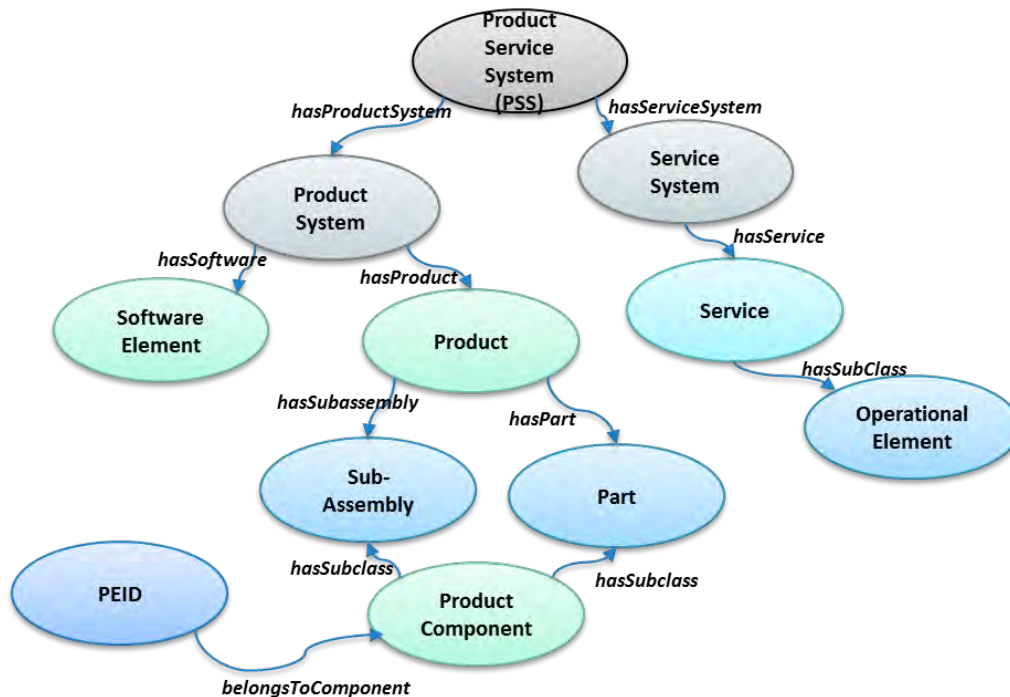 Product
Service
System
(PSS)
hasProductSystem
hasServiceSystem
Product
System
Service
System
hasSoftware
hasProduct
hasService
Software
Element
Product
Service
hasSubassembly
hasPart
hasSubClass
Operational
Element
Sub-
Assembly
Part
hasSubclass
hasSubclass
PEID
Product
Component
belongsToComponent